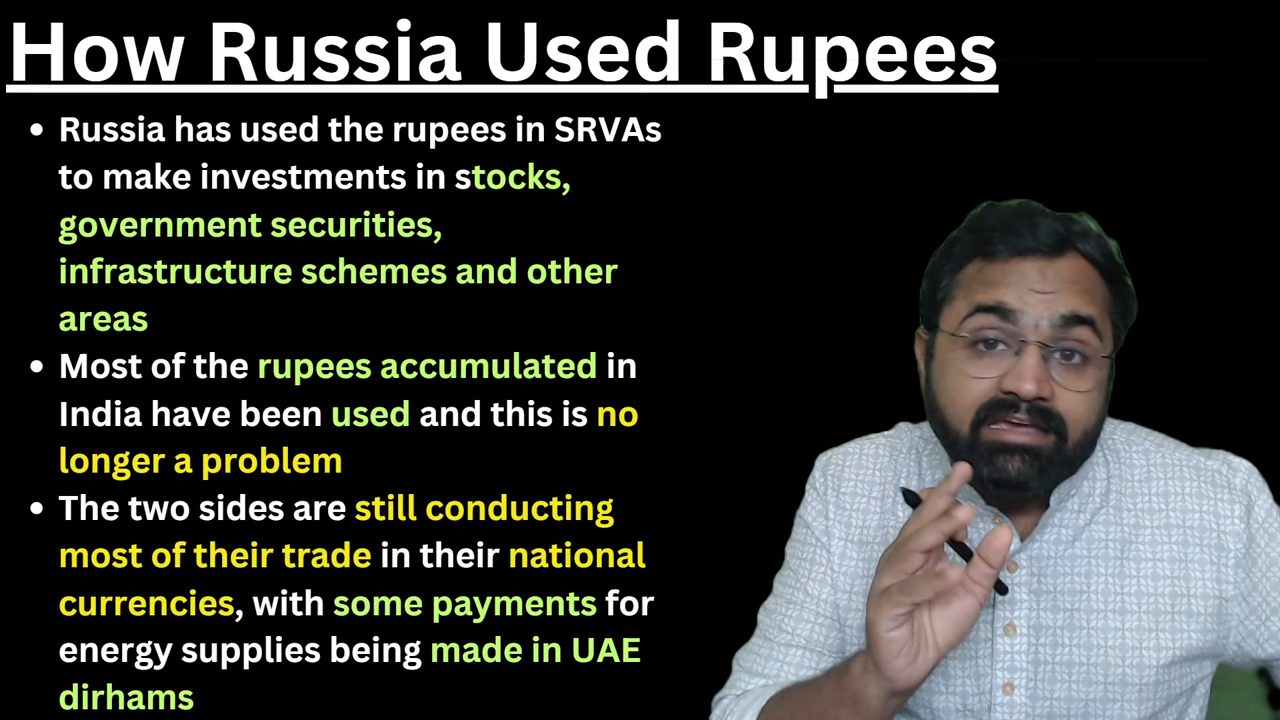 How Russia Used Rupees
• Russia has used the rupees in SRVAs
to make investments in stocks,
government securities,
infrastructure schemes and other
areas
• Most of the rupees accumulated in
India have been used and this is no
longer a problem
• The two sides are still conducting
most of their trade in their national
currencies, with some payments for
energy supplies being made in UAE
dirhams